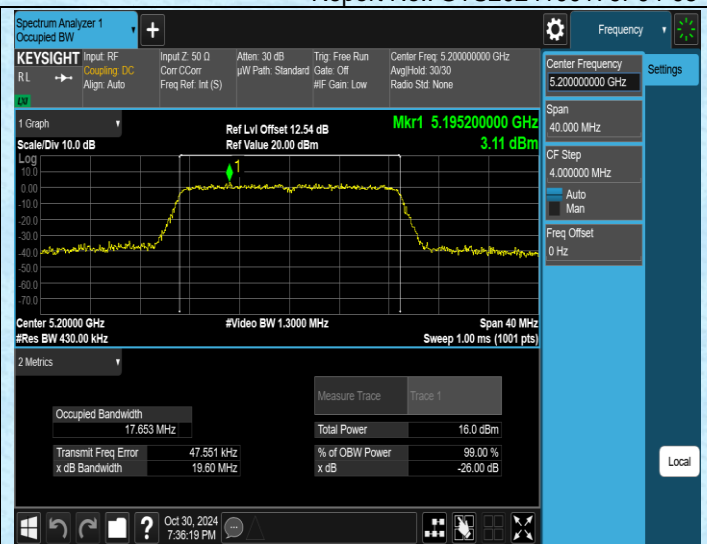 Spectrum Analyzer 1
Occupied BW
+
Frequency
KEYSIGHT
Input: RF
Input Z: 50 Ω
Atten: 30 dB
Trig: Free Run
Center Freq: 5.200000000 GHz
RL
Coupling: DC
Corr CCorr
µW Path: Standard
Gate: Off
Avg|Hold: 30/30
Align: Auto
Freq Ref: Int (S)
#IF Gain: Low
Radio Std: None
LNI
1 Graph
Ref Lvl Offset 12.54 dB
Mkr1 5.195200000 GHz
Scale/Div 10.0 dB
Ref Value 20.00 dBm
3.11 dBm
Log
10.0
0.00
-10.0
-20.0
-30.0
-40.0
-50.0
-60.0
-70.0
1
Center 5.20000 GHz
#Video BW 1.3000 MHz
Span 40 MHz
#Res BW 430.00 kHz
Sweep 1.00 ms (1001 pts)
2 Metrics
Measure Trace
Trace 1
Occupied Bandwidth
17.653 MHz
Total Power
16.0 dBm
Transmit Freq Error
47.551 kHz
% of OBW Power
99.00 %
x dB Bandwidth
19.60 MHz
x dB
-26.00 dB
Center Frequency
5.200000000 GHz
Settings
Span
40.000 MHz
CF Step
4.000000 MHz
Auto
Man
Freq Offset
0 Hz
Local
?
Oct 30, 2024
7:36:19 PM